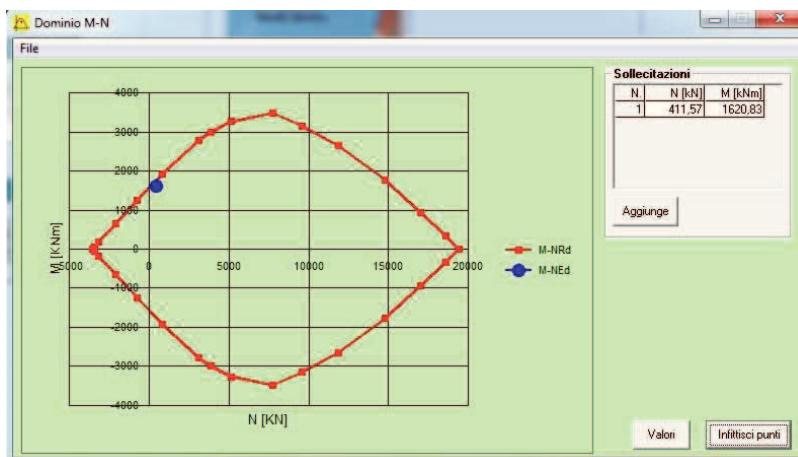 Dominio M-N
File
4000
3000
2000
1000
0
-1000
-2000
-3000
-4000
M [KNm]
-5000
0
5000
10000
15000
20000
N [KN]
M-NRd
M-NEd
Sollecitazioni
N. N [kN] M [kNm]
1 411,57 1620,83
Aggiunge
Valori
Infittisci punti